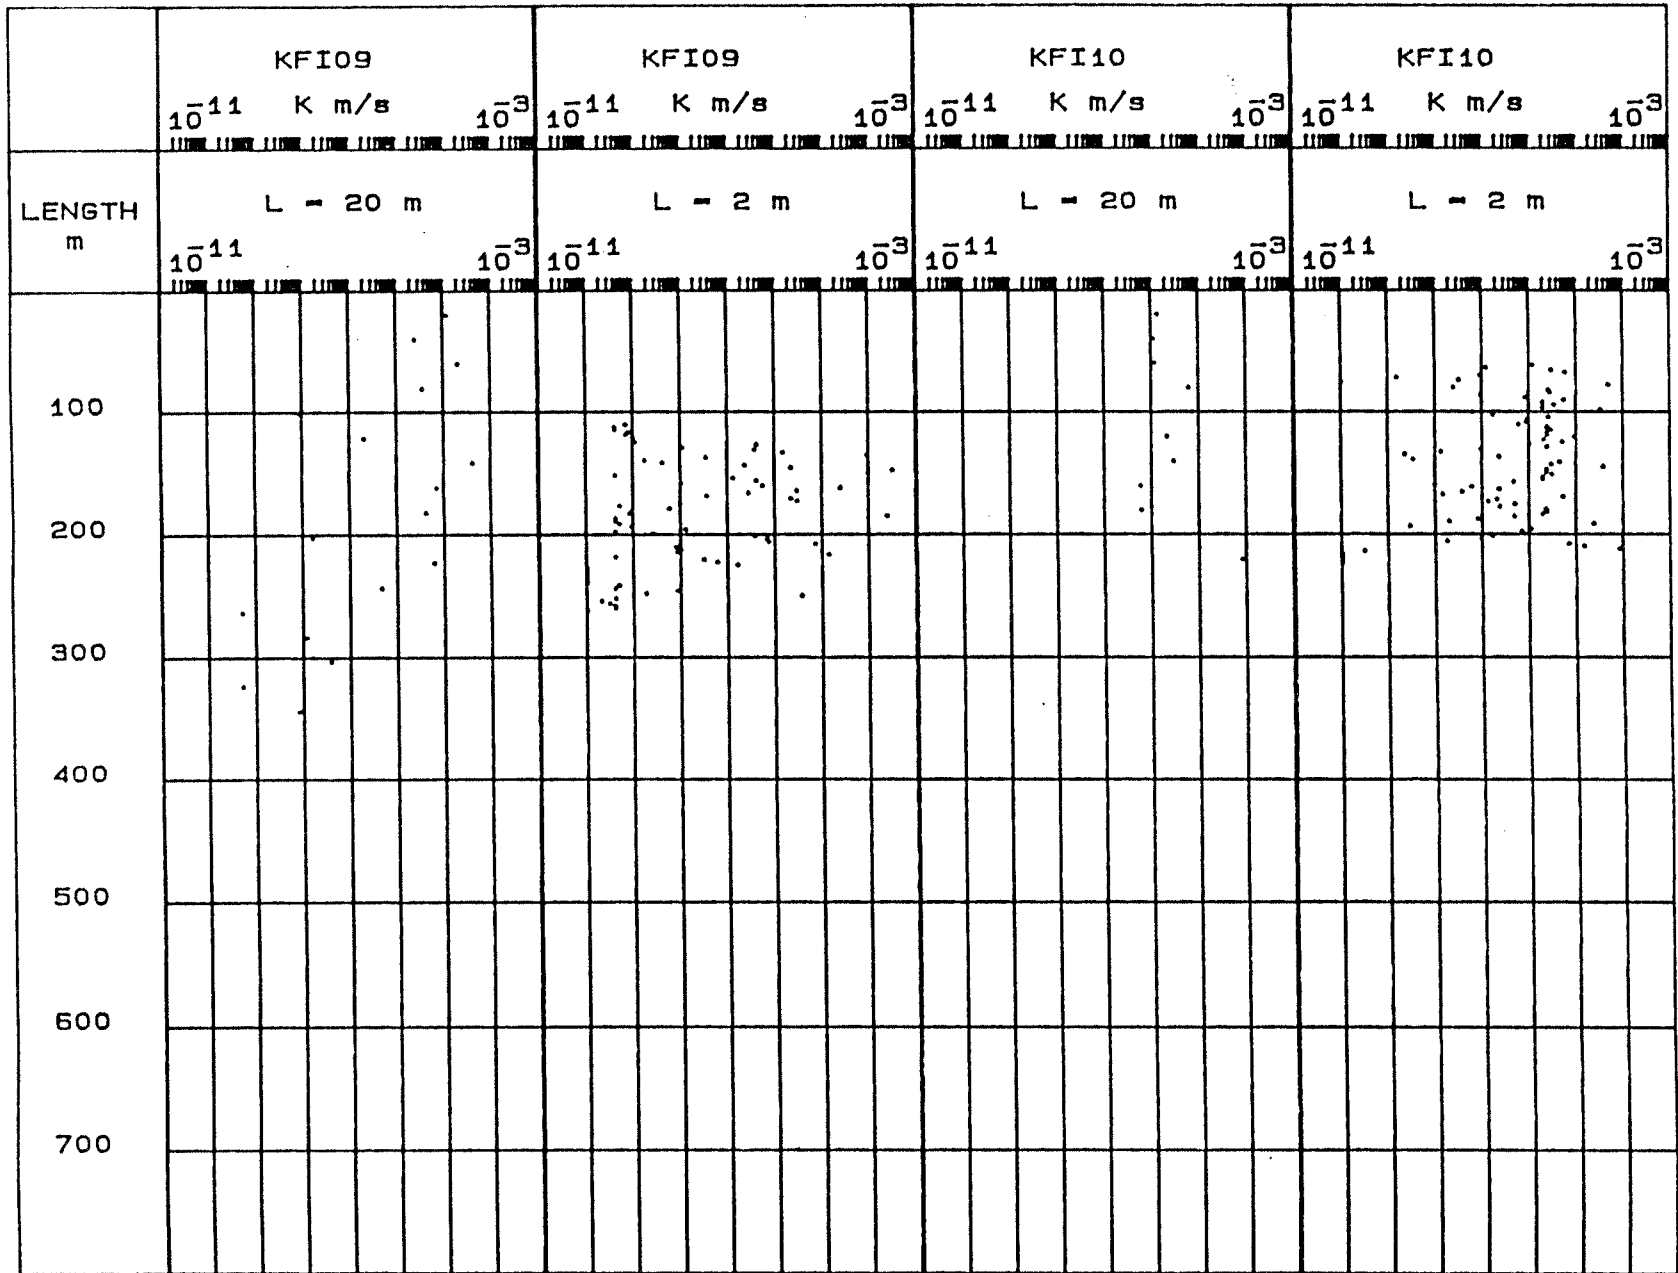 KFI09 KFI09 KFI10 KFI10
10^-11 K m/s 10^-3 10^-11 K m/s 10^-3 10^-11 K m/s 10^-3 10^-11 K m/s 10^-3
LENGTH
m
L = 20 m L = 2 m L = 20 m L = 2 m
10^-11 10^-3 10^-11 10^-3 10^-11 10^-3 10^-11 10^-3
100
200
300
400
500
600
700